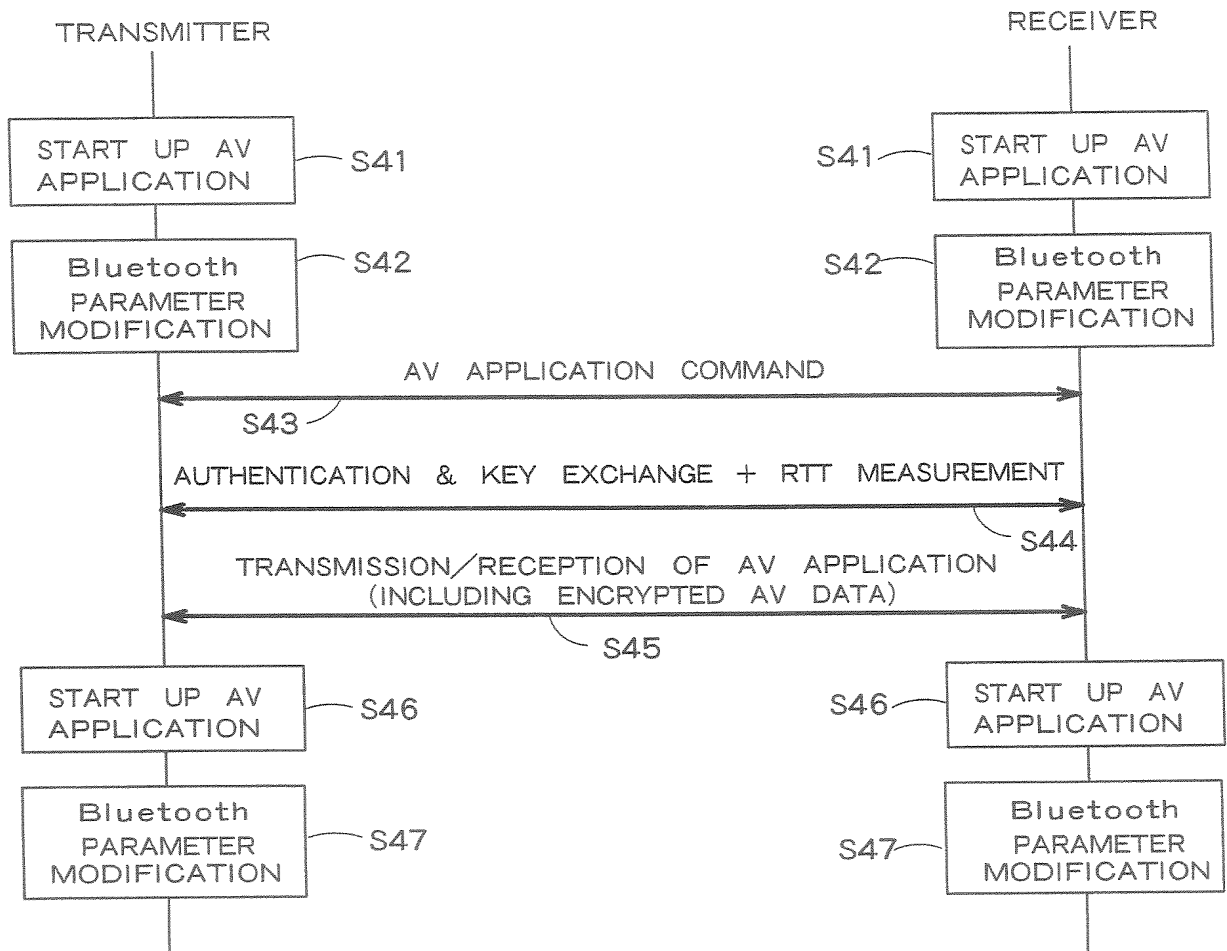 TRANSMITTER
RECEIVER
START UP AV
APPLICATION
S41
S41
START UP AV
APPLICATION
Bluetooth
PARAMETER
MODIFICATION
S42
S42
Bluetooth
PARAMETER
MODIFICATION
AV APPLICATION COMMAND
S43
AUTHENTICATION & KEY EXCHANGE + RTT MEASUREMENT
S44
TRANSMISSION/RECEPTION OF AV APPLICATION
(INCLUDING ENCRYPTED AV DATA)
S45
START UP AV
APPLICATION
S46
S46
START UP AV
APPLICATION
Bluetooth
PARAMETER
MODIFICATION
S47
S47
Bluetooth
PARAMETER
MODIFICATION